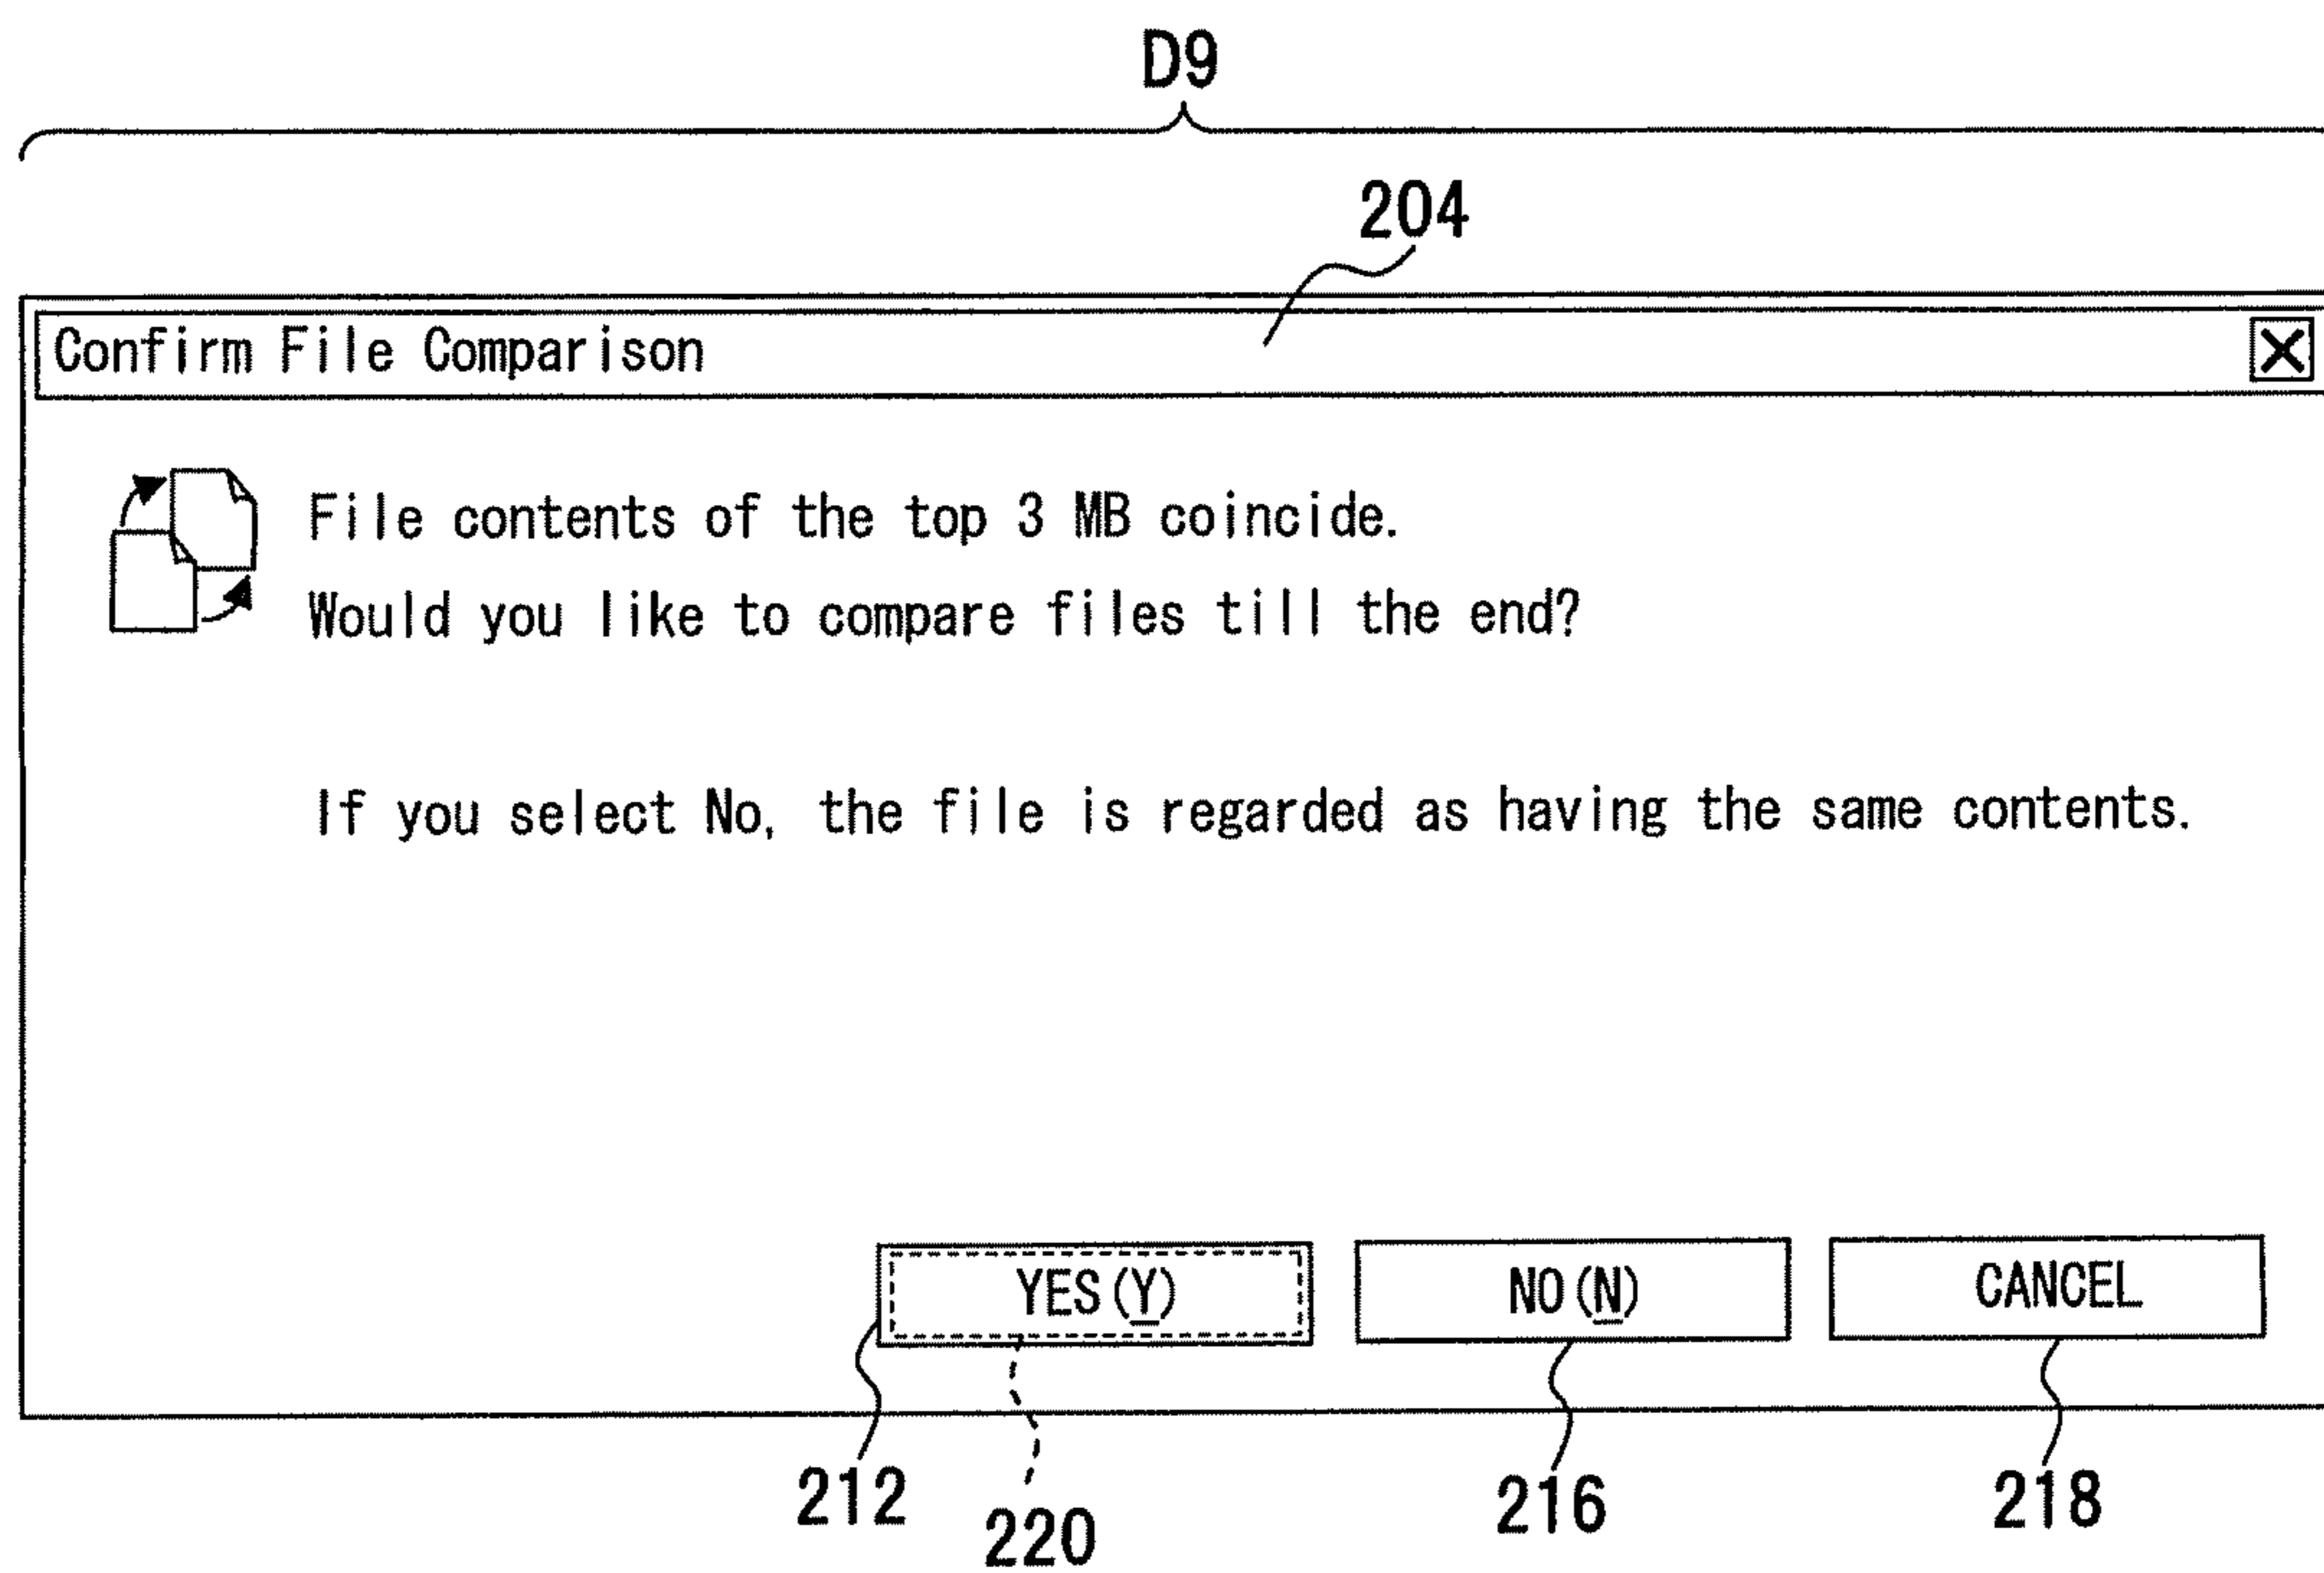 D9
204
Confirm File Comparison
File contents of the top 3 MB coincide.
Would you like to compare files till the end?
If you select No, the file is regarded as having the same contents.
YES(Y) NO(N) CANCEL
212 220 216 218